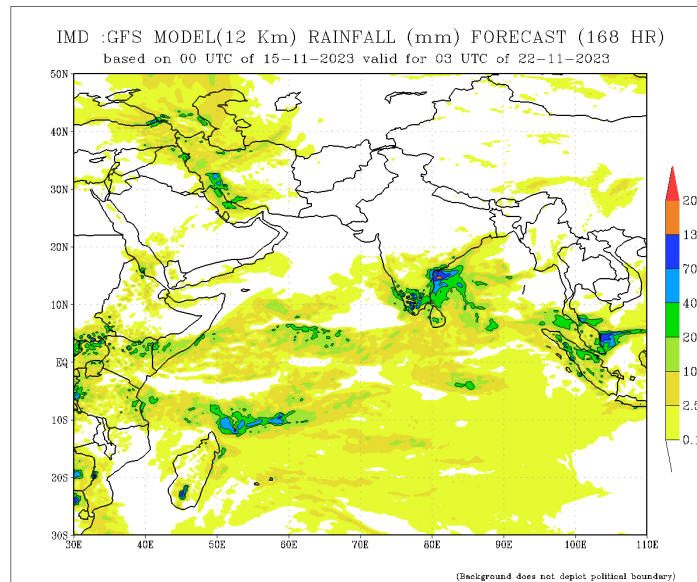 IMD :GFS MODEL(12 Km) RAINFALL (mm) FORECAST (168 HR)
based on 00 UTC of 15-11-2023 valid for 03 UTC of 22-11-2023
50N
40N
30N
20N
10N
EQ
10S
20S
30S
30E 40E 50E 60E 70E 80E 90E 100E 110E
20
13
70
40
20
10
2.5
0.1
(Background does not depict political boundary)